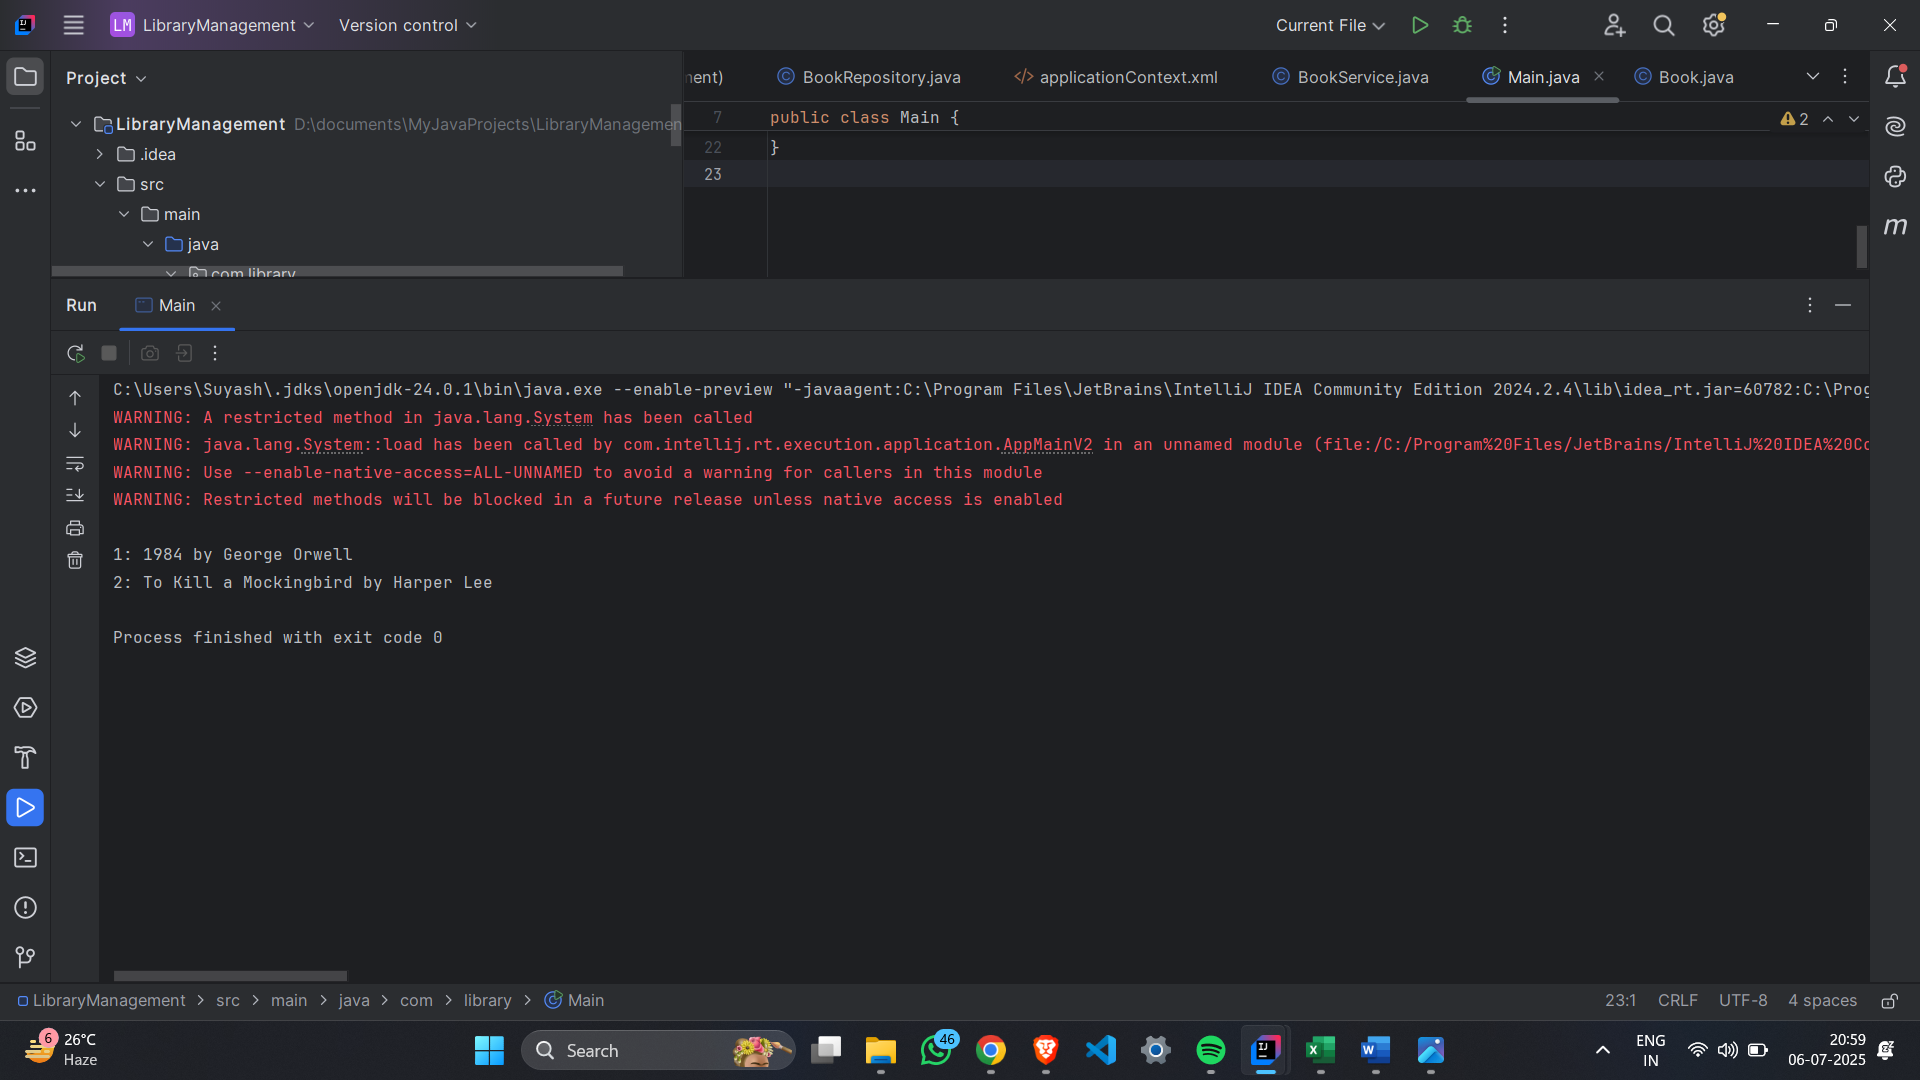 LM LibraryManagement Version control Current File
Project
nent) BookRepository.java applicationContext.xml BookService.java Main.java Book.java
LibraryManagement D:\documents\MyJavaProjects\LibraryManagemen
7 public class Main { 2
.idea
22 }
src
23
main
java
com.library
Run Main
C:\Users\Suyash\.jdks\openjdk-24.0.1\bin\java.exe --enable-preview "-javaagent:C:\Program Files\JetBrains\IntelliJ IDEA Community Edition 2024.2.4\lib\idea_rt.jar=60782:C:\Prog
WARNING: A restricted method in java.lang.System has been called
WARNING: java.lang.System::load has been called by com.intellij.rt.execution.application.AppMainV2 in an unnamed module (file:/C:/Program%20Files/JetBrains/IntelliJ%20IDEA%20Co
WARNING: Use --enable-native-access=ALL-UNNAMED to avoid a warning for callers in this module
WARNING: Restricted methods will be blocked in a future release unless native access is enabled
1: 1984 by George Orwell
2: To Kill a Mockingbird by Harper Lee
Process finished with exit code 0
LibraryManagement > src > main > java > com > library > Main 23:1 CRLF UTF-8 4 spaces
6 26°C
Haze
Search
46
ENG
IN
20:59
06-07-2025